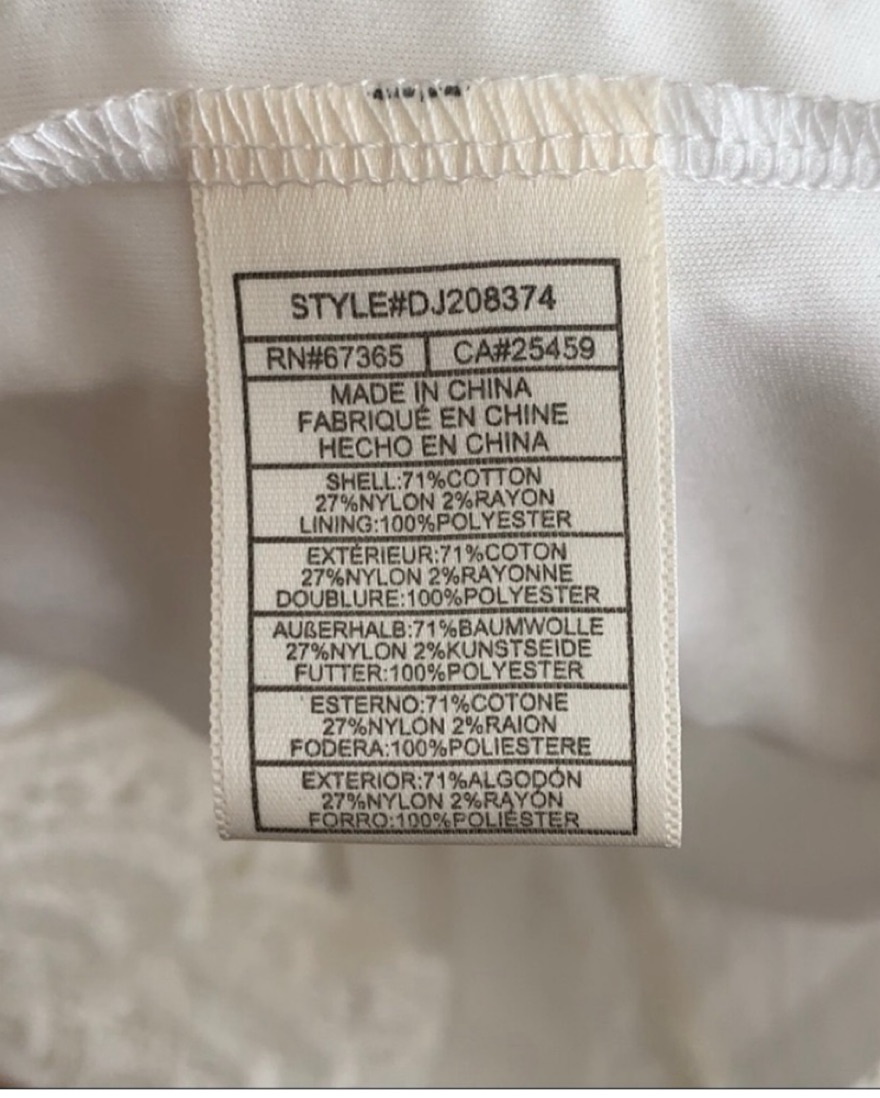 STYLE#DJ208374
RN#67365 CA#25459
MADE IN CHINA
FABRIQUÉ EN CHINE
HECHO EN CHINA
SHELL:71%COTTON
27%NYLON 2%RAYON
LINING:100%POLYESTER
EXTÉRIEUR:71%COTON
27%NYLON 2%RAYONNE
DOUBLURE:100%POLYESTER
AUßERHALB:71%BAUMWOLLE
27%NYLON 2%KUNSTSEIDE
FUTTER:100%POLYESTER
ESTERNO:71%COTONE
27%NYLON 2%RAION
FODERA:100%POLIESTERE
EXTERIOR:71%ALGODÓN
27%NYLON 2%RAYÓN
FORRO:100%POLIÉSTER